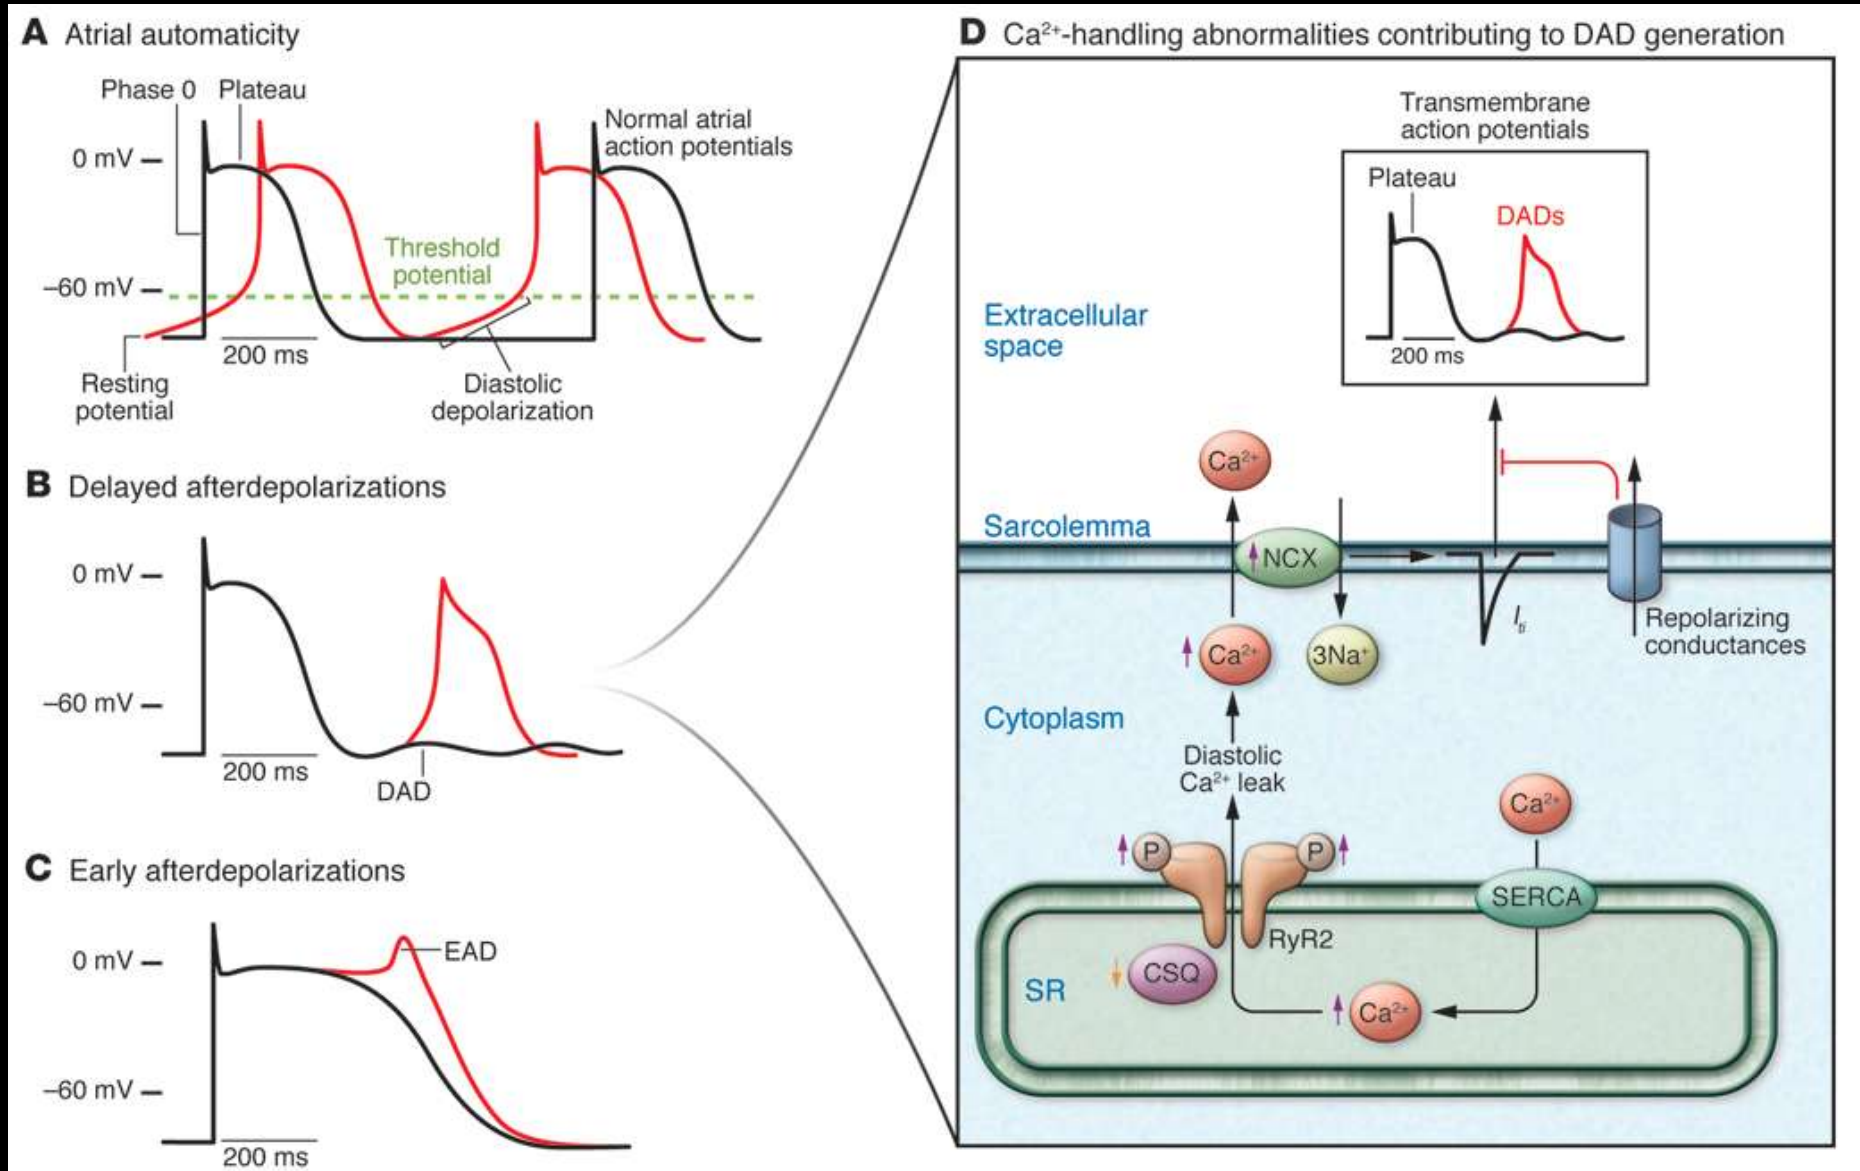 A Atrial automaticity
Phase 0
Plateau
Normal atrial
action potentials
0 mV
Threshold
potential
–60 mV
200 ms
Resting
potential
Diastolic
depolarization
B Delayed afterdepolarizations
0 mV
–60 mV
200 ms
DAD
C Early afterdepolarizations
EAD
0 mV
–60 mV
200 ms
D Ca²⁺-handling abnormalities contributing to DAD generation
Transmembrane
action potentials
Plateau
DADs
200 ms
Extracellular
space
Ca²⁺
Sarcolemma
NCX
Iti
Repolarizing
conductances
Ca²⁺
3Na⁺
Cytoplasm
Diastolic
Ca²⁺ leak
Ca²⁺
P
P
SERCA
RyR2
CSQ
SR
Ca²⁺